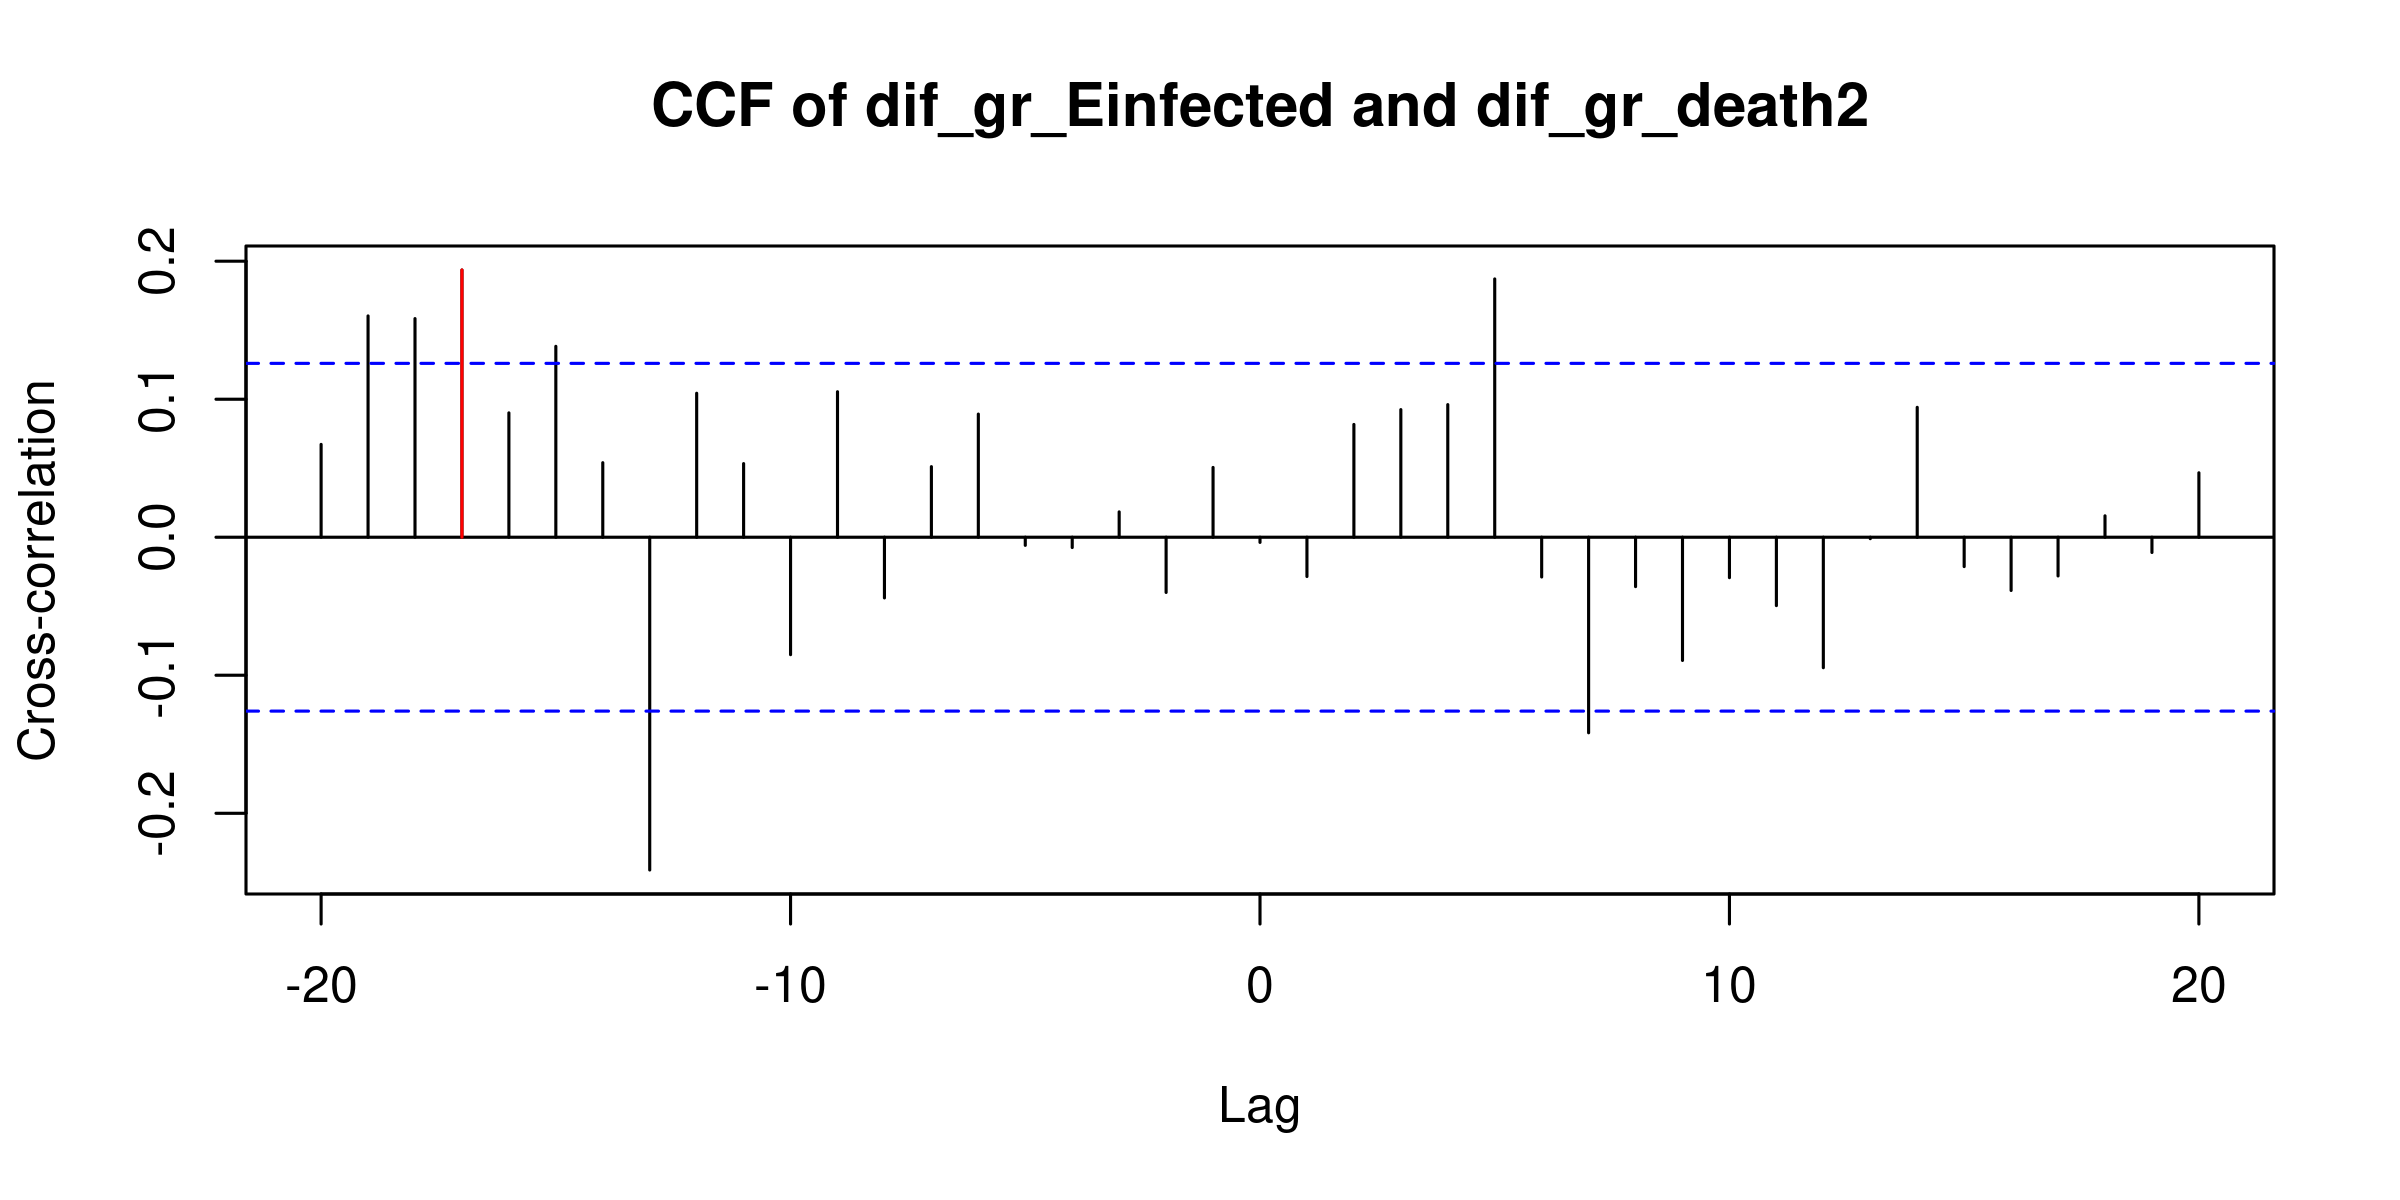 CCF of dif_gr_Einfected and dif_gr_death2
Cross-correlation
0.2
0.1
0.0
-0.1
-0.2
-20 -10 0 10 20
Lag